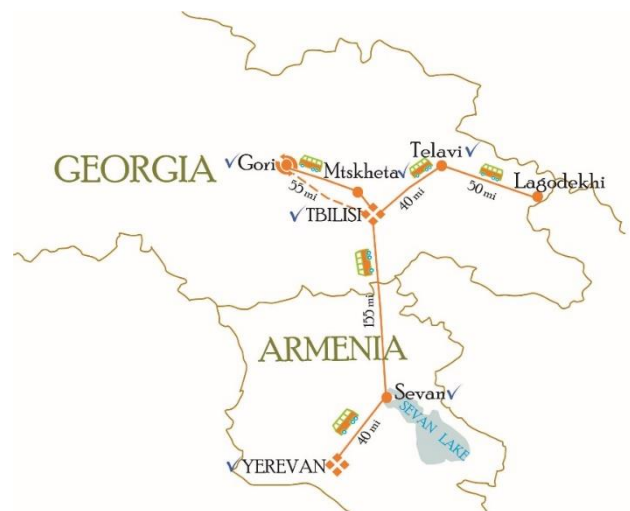 Telavi
Gori
GEORGIA
Mtskheta
Lagodekhi
55 mi
40 mi
50 mi
TBILISI
155 mi
ARMENIA
Sevan
SEVAN LAKE
40 mi
YEREVAN